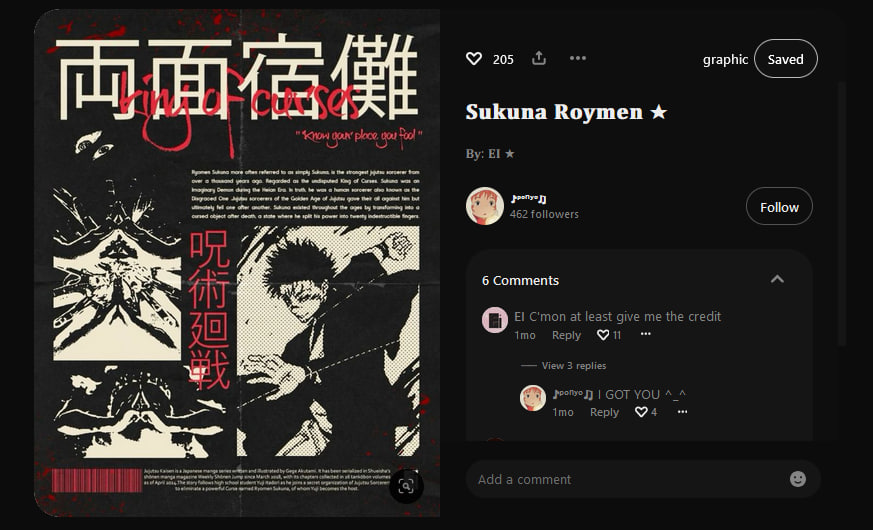 両面宿儺
king of curses
"Know your place, you fool"
Ryomen Sukuna more often referred to as simply Sukuna, is the strongest jujutsu sorcerer from
over a thousand years ago. Regarded as the undisputed King of Curses. Sukuna was an
Imaginary Demon during the Heian Era. In truth, he was a human sorcerer also known as the
Disgraced One. Jujutsu sorcerers of the Golden Age of Jujutsu gave their all against him but
ultimately fell one after another. Sukuna existed throughout the ages by transforming into a
cursed object after death, a state where he split his power into twenty indestructible fingers.
呪術廻戦
Jujutsu Kaisen is a Japanese manga series written and illustrated by Gege Akutami. It has been serialized in Shueisha's
shōnen manga magazine Weekly Shōnen Jump since March 2018, with its chapters collected in
as of April 2024. The story follows high school student Yuji Itadori as he joins a secret organization of Jujutsu Sorcerers
to eliminate a powerful Curse named Ryomen Sukuna, of whom Yuji becomes the host.
205
graphic
Saved
Sukuna Roymen ★
By: EI ★
♪ᵖᵒⁿʸᵒ♫
462 followers
Follow
6 Comments
EI C'mon at least give me the credit
1mo Reply 11
View 3 replies
♪ᵖᵒⁿʸᵒ♫ I GOT YOU ^_^
1mo Reply 4
Add a comment